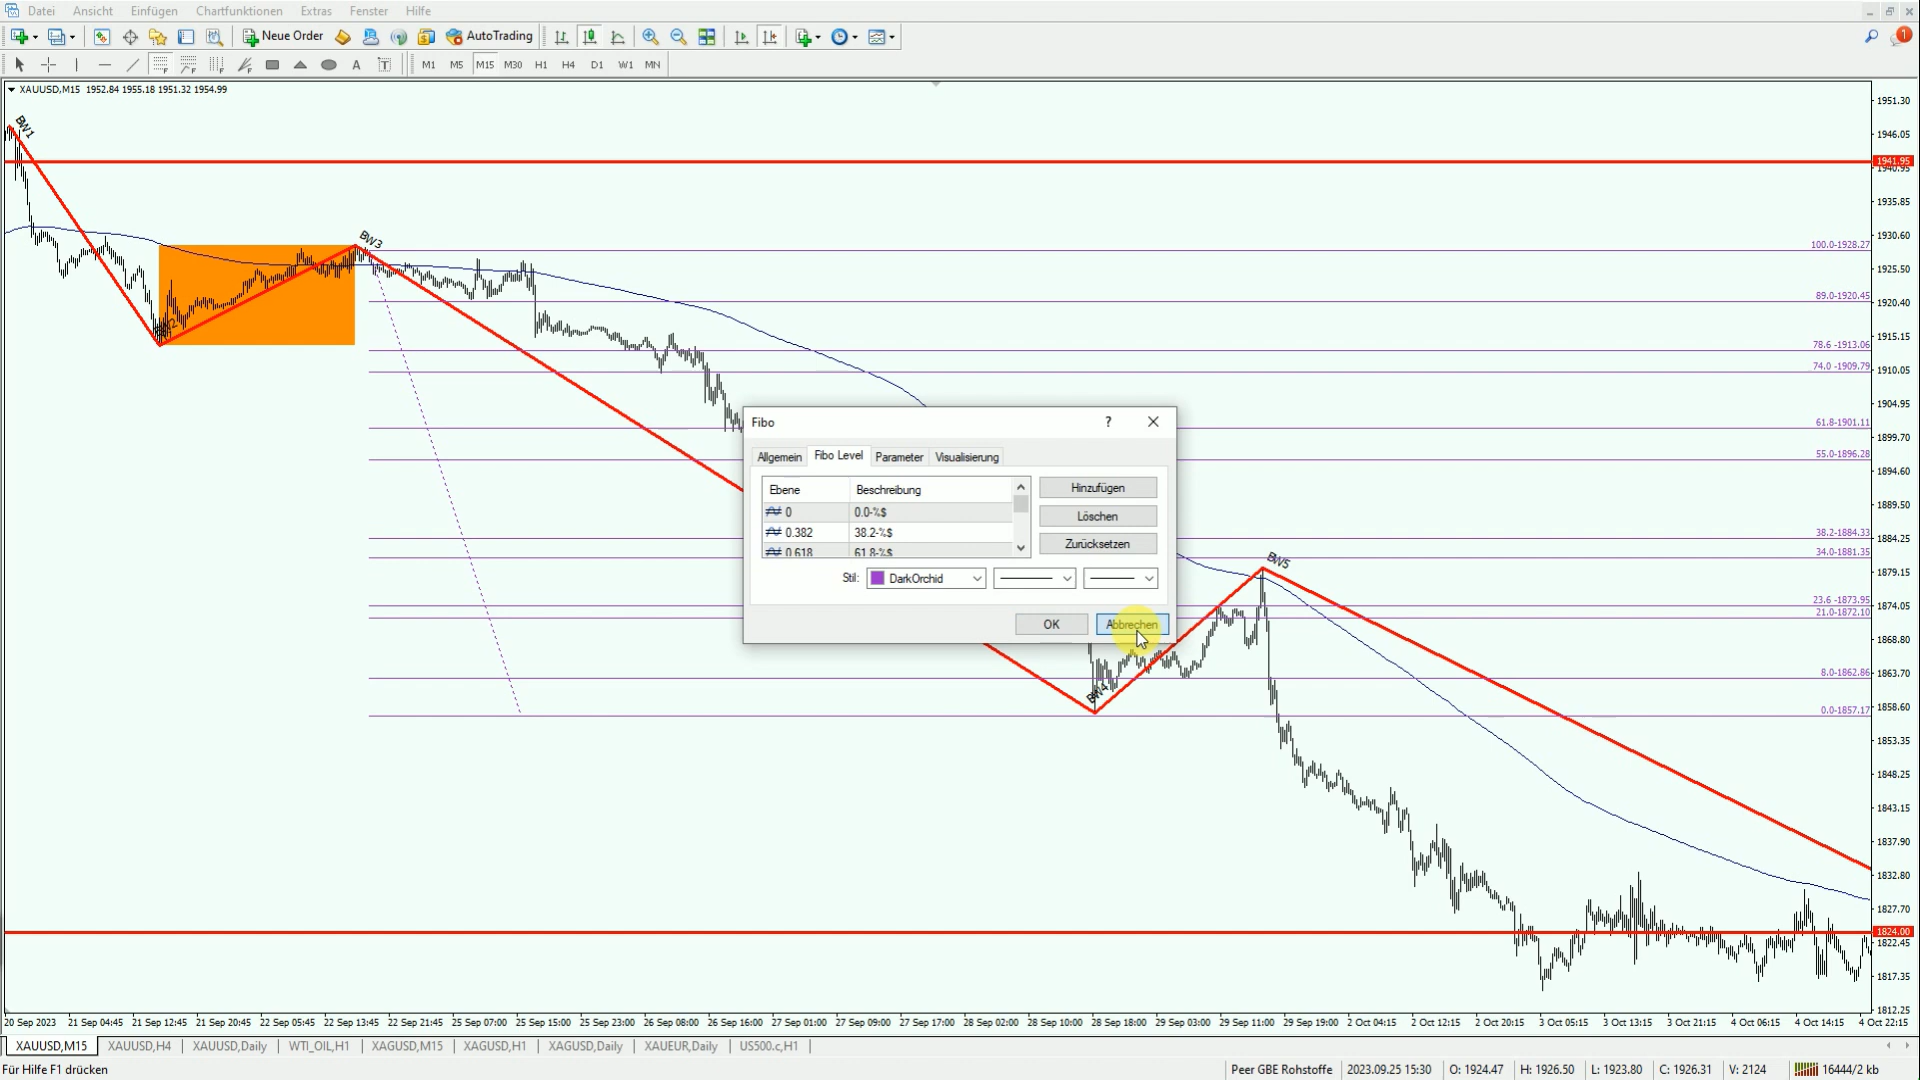 Datei Ansicht Einfügen Chartfunktionen Extras Fenster Hilfe
Neue Order AutoTrading 1
A T M1 M5 M15 M30 H1 H4 D1 W1 MN
XAUUSD,M15 1952.84 1955.18 1951.32 1954.99
BW1
BW3
BW5
BW4
100.0-1928.27
89.0-1920.45
78.6 -1913.06
74.0 -1909.79
61.8-1901.11
55.0-1896.28
38.2-1884.33
34.0-1881.35
23.6 -1873.95
21.0-1872.10
8.0-1862.86
0.0-1857.17
Fibo ?
Allgemein Fibo Level Parameter Visualisierung
Ebene Beschreibung
0 0.0-%$
0.382 38.2-%$
0.618 61.8-%$
Hinzufügen
Löschen
Zurücksetzen
Stil: DarkOrchid
OK Abbrechen
1951.30
1946.05
1941.95
1940.95
1935.85
1930.60
1925.50
1920.40
1915.15
1910.05
1904.95
1899.70
1894.60
1889.50
1884.25
1879.15
1874.05
1868.80
1863.70
1858.60
1853.35
1848.25
1843.15
1837.90
1832.80
1827.70
1824.00
1822.45
1817.35
1812.25
20 Sep 2023 21 Sep 04:45 21 Sep 12:45 21 Sep 20:45 22 Sep 05:45 22 Sep 13:45 22 Sep 21:45 25 Sep 07:00 25 Sep 15:00 25 Sep 23:00 26 Sep 08:00 26 Sep 16:00 27 Sep 01:00 27 Sep 09:00 27 Sep 17:00 28 Sep 02:00 28 Sep 10:00 28 Sep 18:00 29 Sep 03:00 29 Sep 11:00 29 Sep 19:00 2 Oct 04:15 2 Oct 12:15 2 Oct 20:15 3 Oct 05:15 3 Oct 13:15 3 Oct 21:15 4 Oct 06:15 4 Oct 14:15 4 Oct 22:15
XAUUSD,M15 XAUUSD,H4 XAUUSD,Daily WTI_OIL,H1 XAGUSD,M15 XAGUSD,H1 XAGUSD,Daily XAUEUR,Daily US500.c,H1
Für Hilfe F1 drücken Peer GBE Rohstoffe 2023.09.25 15:30 O: 1924.47 H: 1926.50 L: 1923.80 C: 1926.31 V: 2124 16444/2 kb